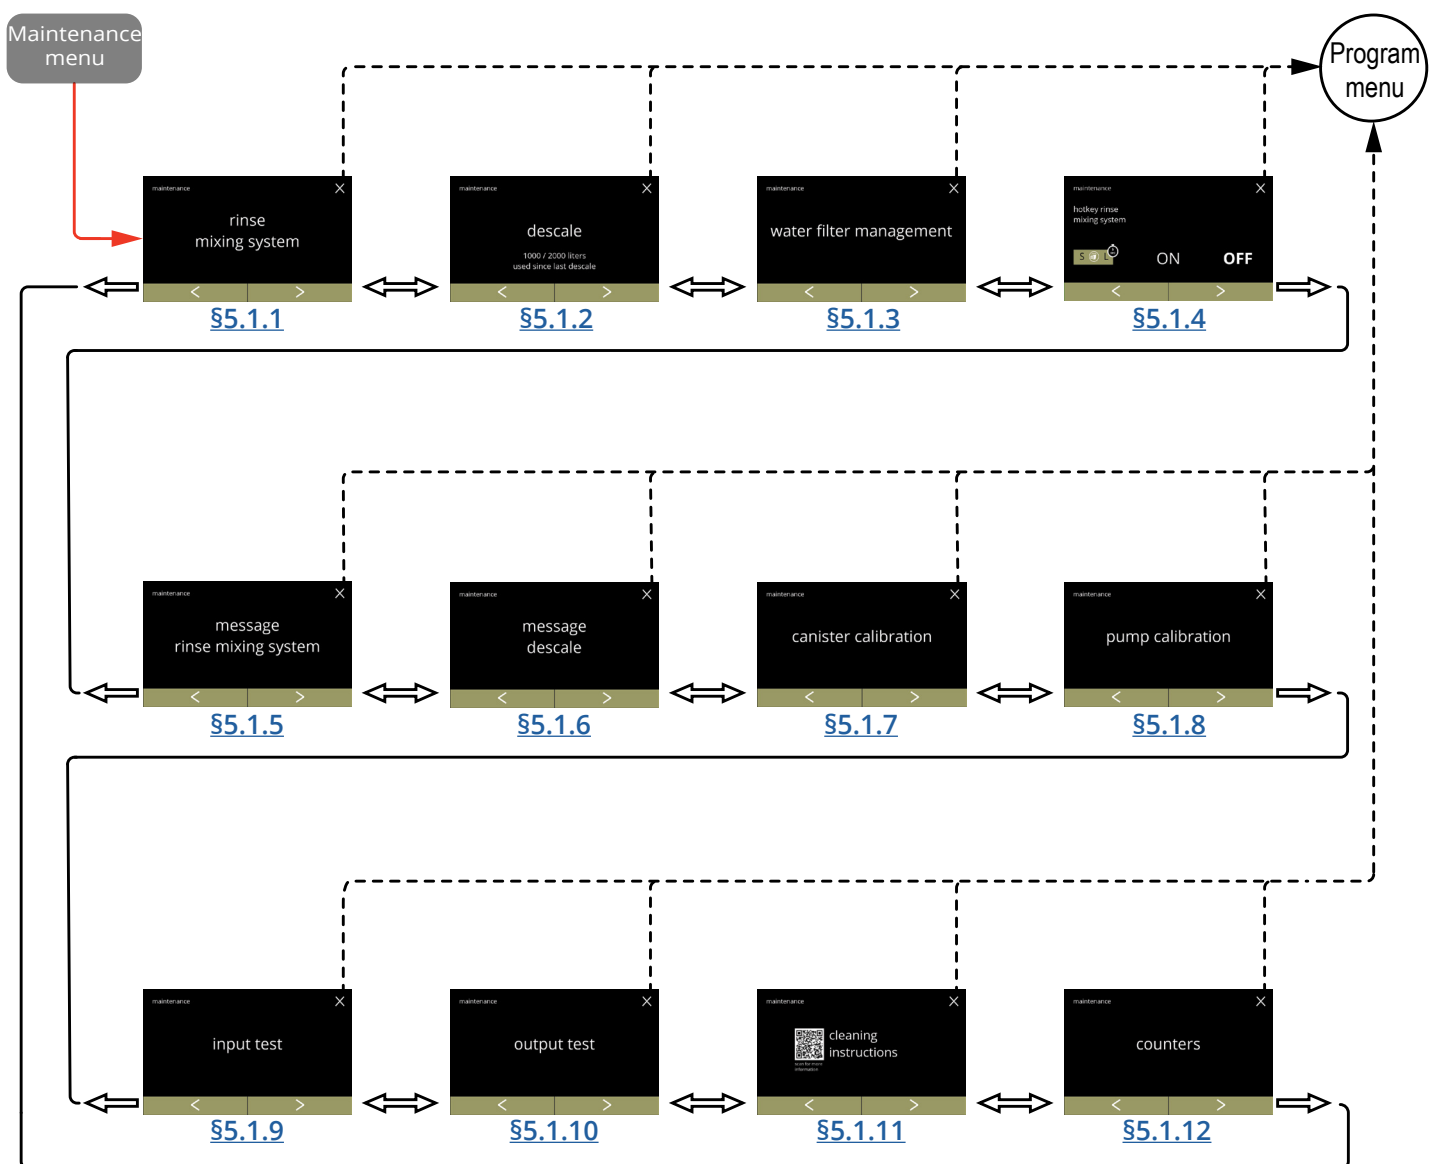 Maintenance
menu
Program
menu
maintenance
rinse
mixing system
§5.1.1
maintenance
descale
1000 / 2000 liters
used since last descale
§5.1.2
maintenance
water filter management
§5.1.3
maintenance
hotkey rinse
mixing system
S L
ON
OFF
§5.1.4
maintenance
message
rinse mixing system
§5.1.5
maintenance
message
descale
§5.1.6
maintenance
canister calibration
§5.1.7
maintenance
pump calibration
§5.1.8
maintenance
input test
§5.1.9
maintenance
output test
§5.1.10
maintenance
cleaning
instructions
scan for more
information
§5.1.11
maintenance
counters
§5.1.12